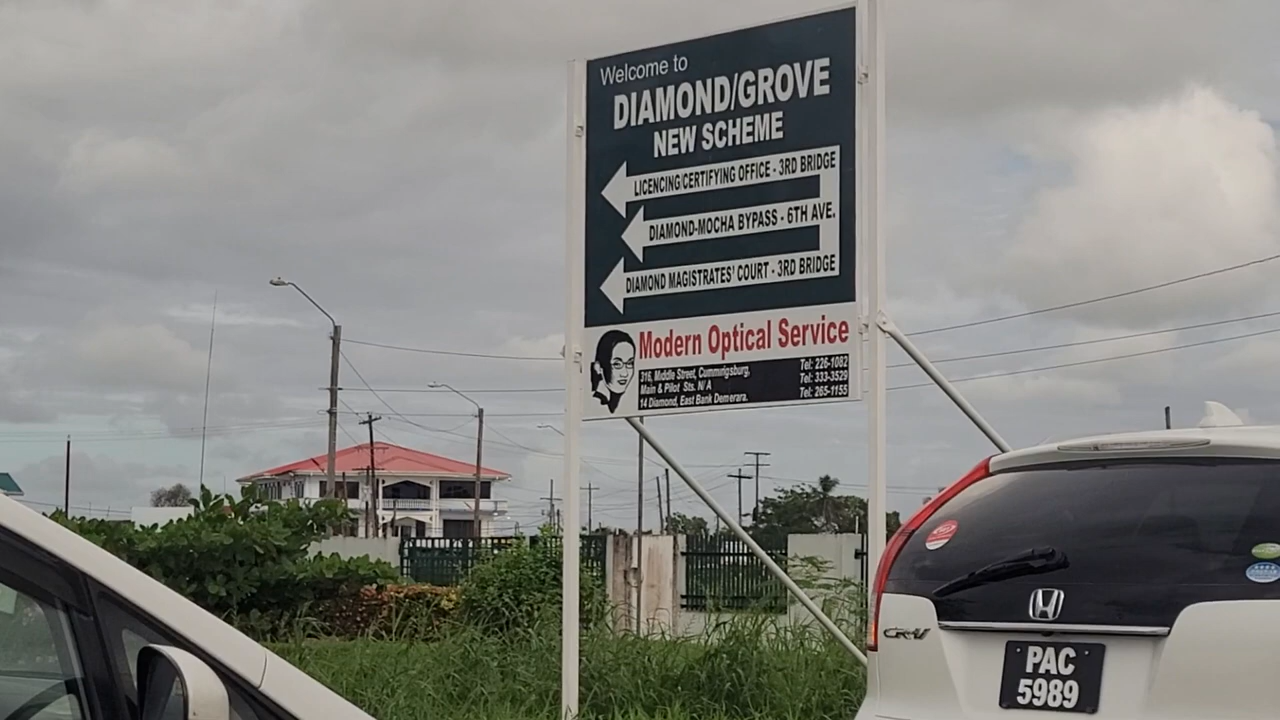 Welcome to
DIAMOND/GROVE
NEW SCHEME
LICENCING/CERTIFYING OFFICE - 3RD BRIDGE
DIAMOND-MOCHA BYPASS - 6TH AVE.
DIAMOND MAGISTRATES' COURT - 3RD BRIDGE
Modern Optical Service
316, Middle Street, Cummingsburg,
Main & Pilot Sts. N/A
14 Diamond, East Bank Demerara.
Tel: 226-1082
Tel: 333-3529
Tel: 265-1155
CR-V
PAC
5989